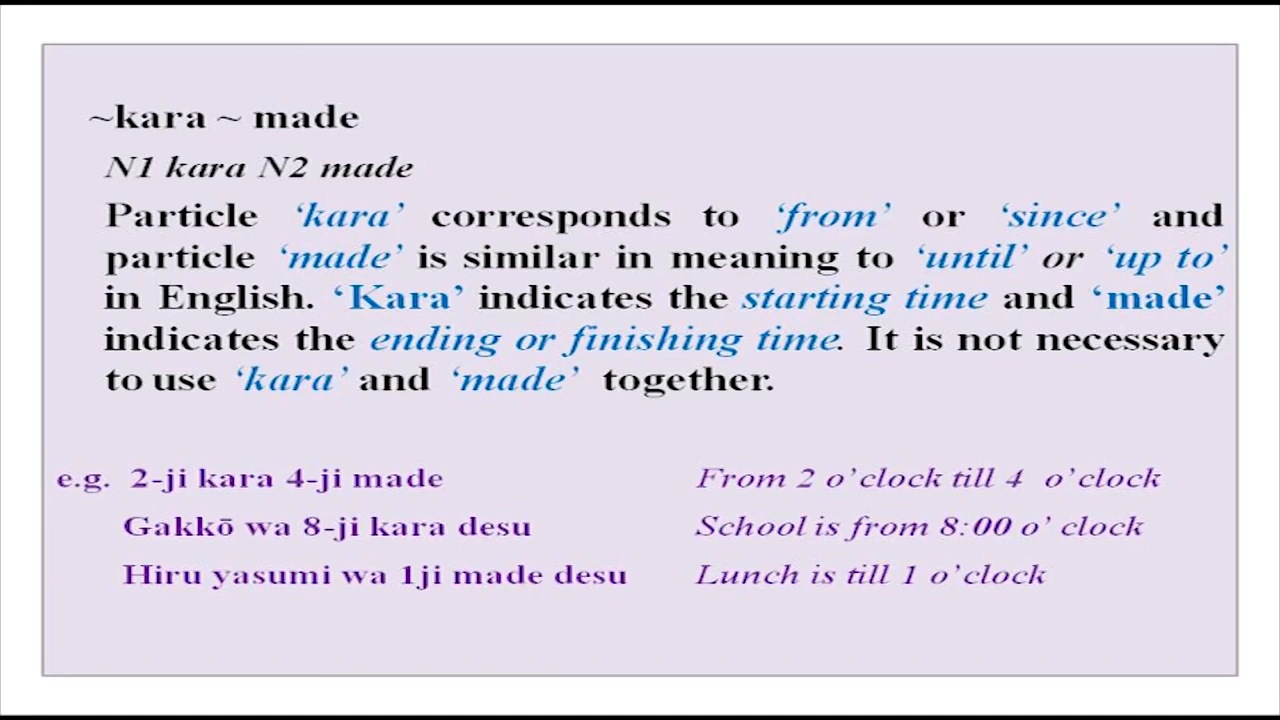 ~kara ~ made
N1 kara N2 made
Particle ‘kara’ corresponds to ‘from’ or ‘since’ and
particle ‘made’ is similar in meaning to ‘until’ or ‘up to’
in English. ‘Kara’ indicates the starting time and ‘made’
indicates the ending or finishing time. It is not necessary
to use ‘kara’ and ‘made’ together.
e.g. 2-ji kara 4-ji made From 2 o’clock till 4 o’clock
Gakkō wa 8-ji kara desu School is from 8:00 o’ clock
Hiru yasumi wa 1ji made desu Lunch is till 1 o’clock